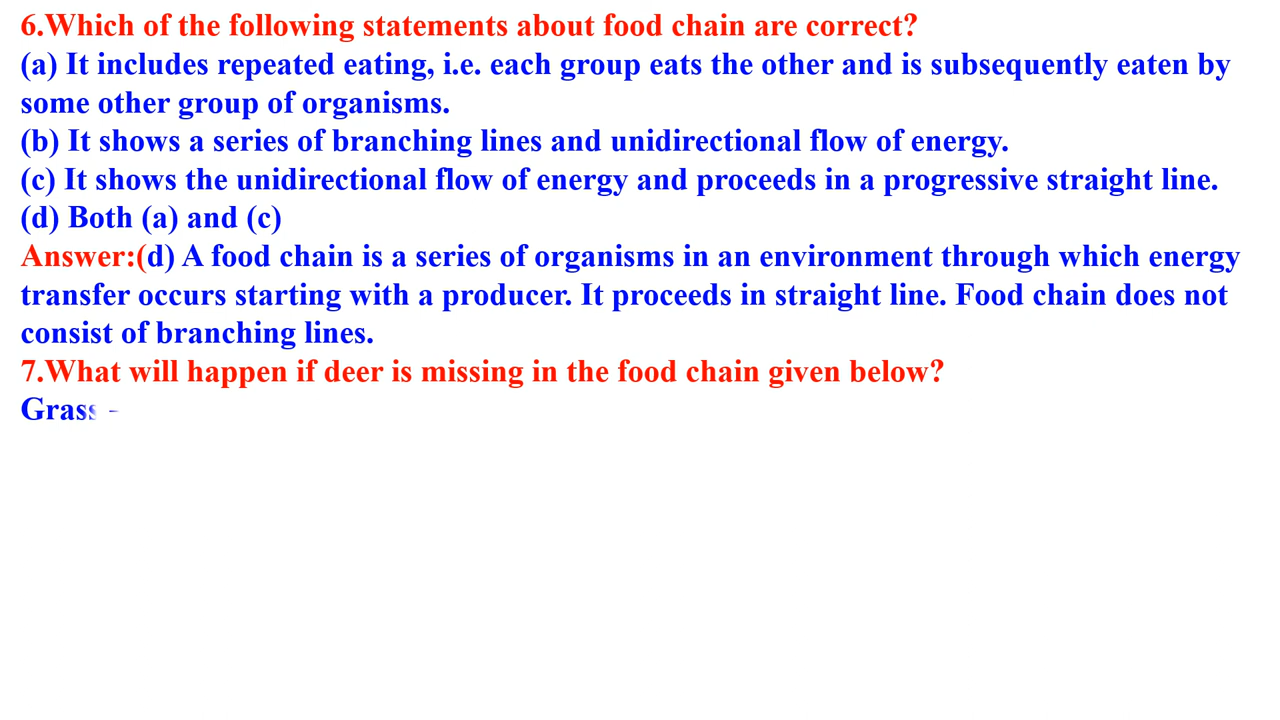 6.Which of the following statements about food chain are correct?
(a) It includes repeated eating, i.e. each group eats the other and is subsequently eaten by
some other group of organisms.
(b) It shows a series of branching lines and unidirectional flow of energy.
(c) It shows the unidirectional flow of energy and proceeds in a progressive straight line.
(d) Both (a) and (c)
Answer:(d) A food chain is a series of organisms in an environment through which energy
transfer occurs starting with a producer. It proceeds in straight line. Food chain does not
consist of branching lines.
7.What will happen if deer is missing in the food chain given below?
Grass -